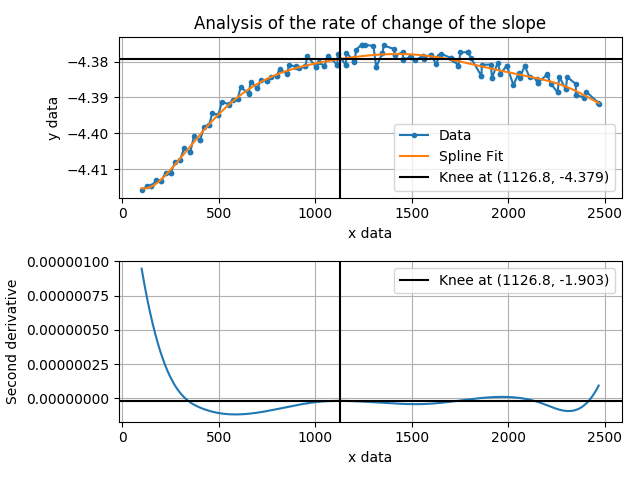 Analysis of the rate of change of the slope
−4.38
−4.39
−4.40
−4.41
y data
Data
Spline Fit
Knee at (1126.8, -4.379)
0 500 1000 1500 2000 2500
x data
0.00000100
0.00000075
0.00000050
0.00000025
0.00000000
Second derivative
Knee at (1126.8, -1.903)
0 500 1000 1500 2000 2500
x data